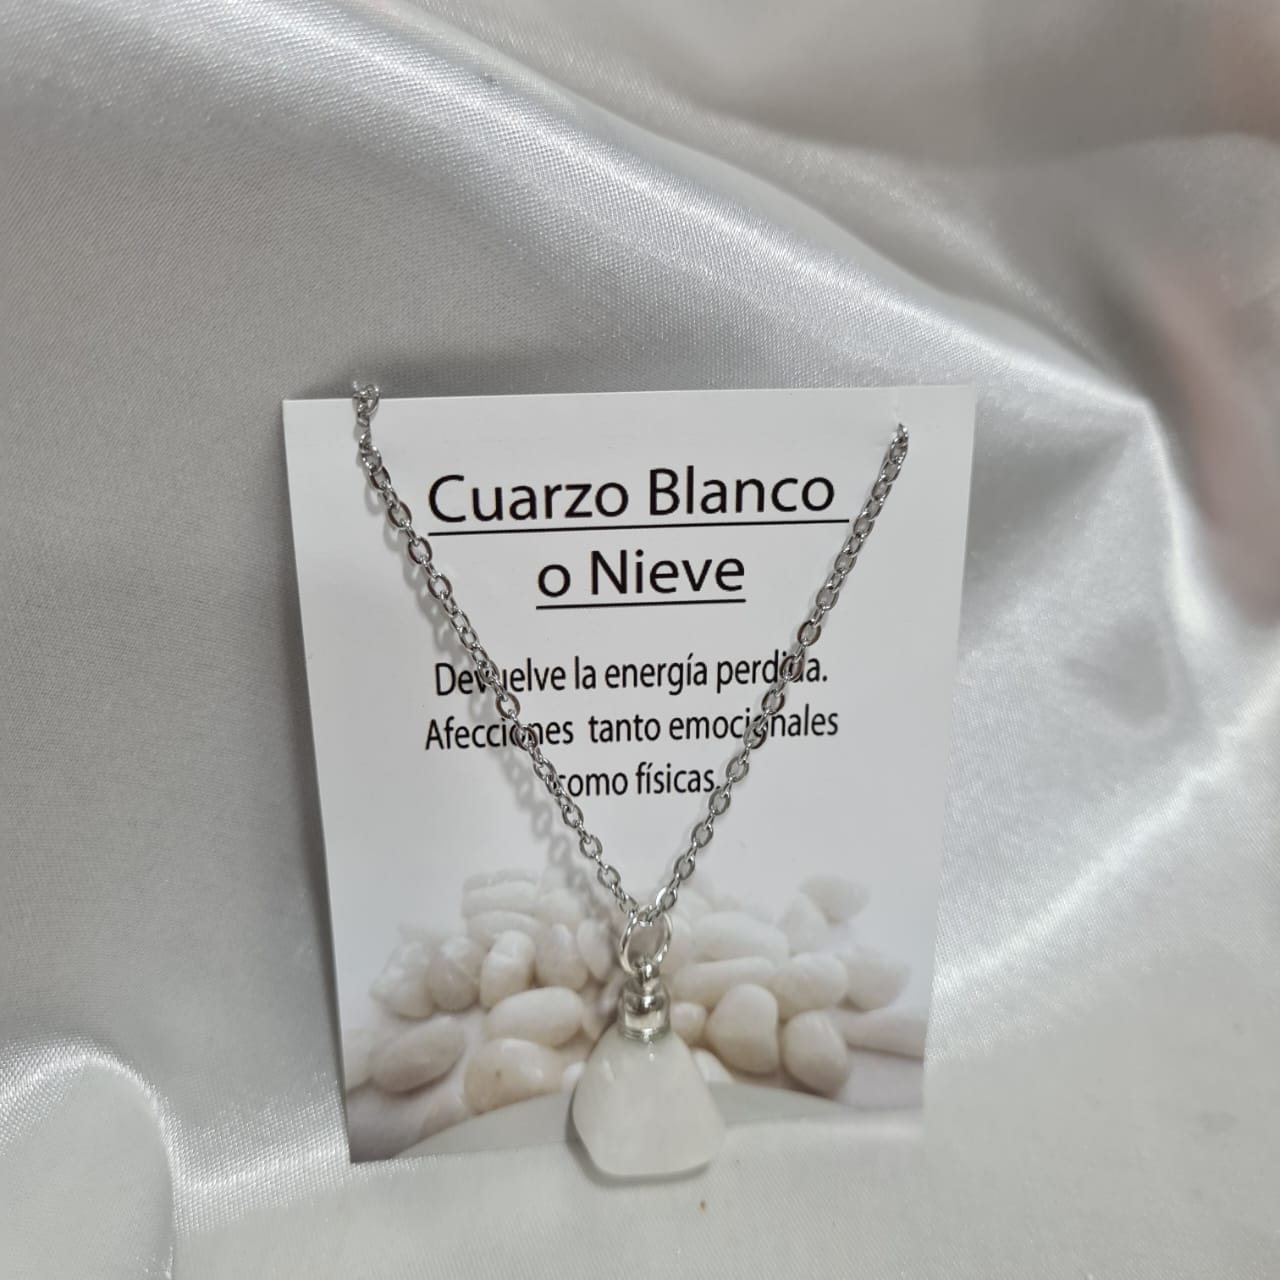 Cuarzo Blanco
o Nieve
Devuelve la energía perdida.
Afecciones tanto emocionales
como físicas.